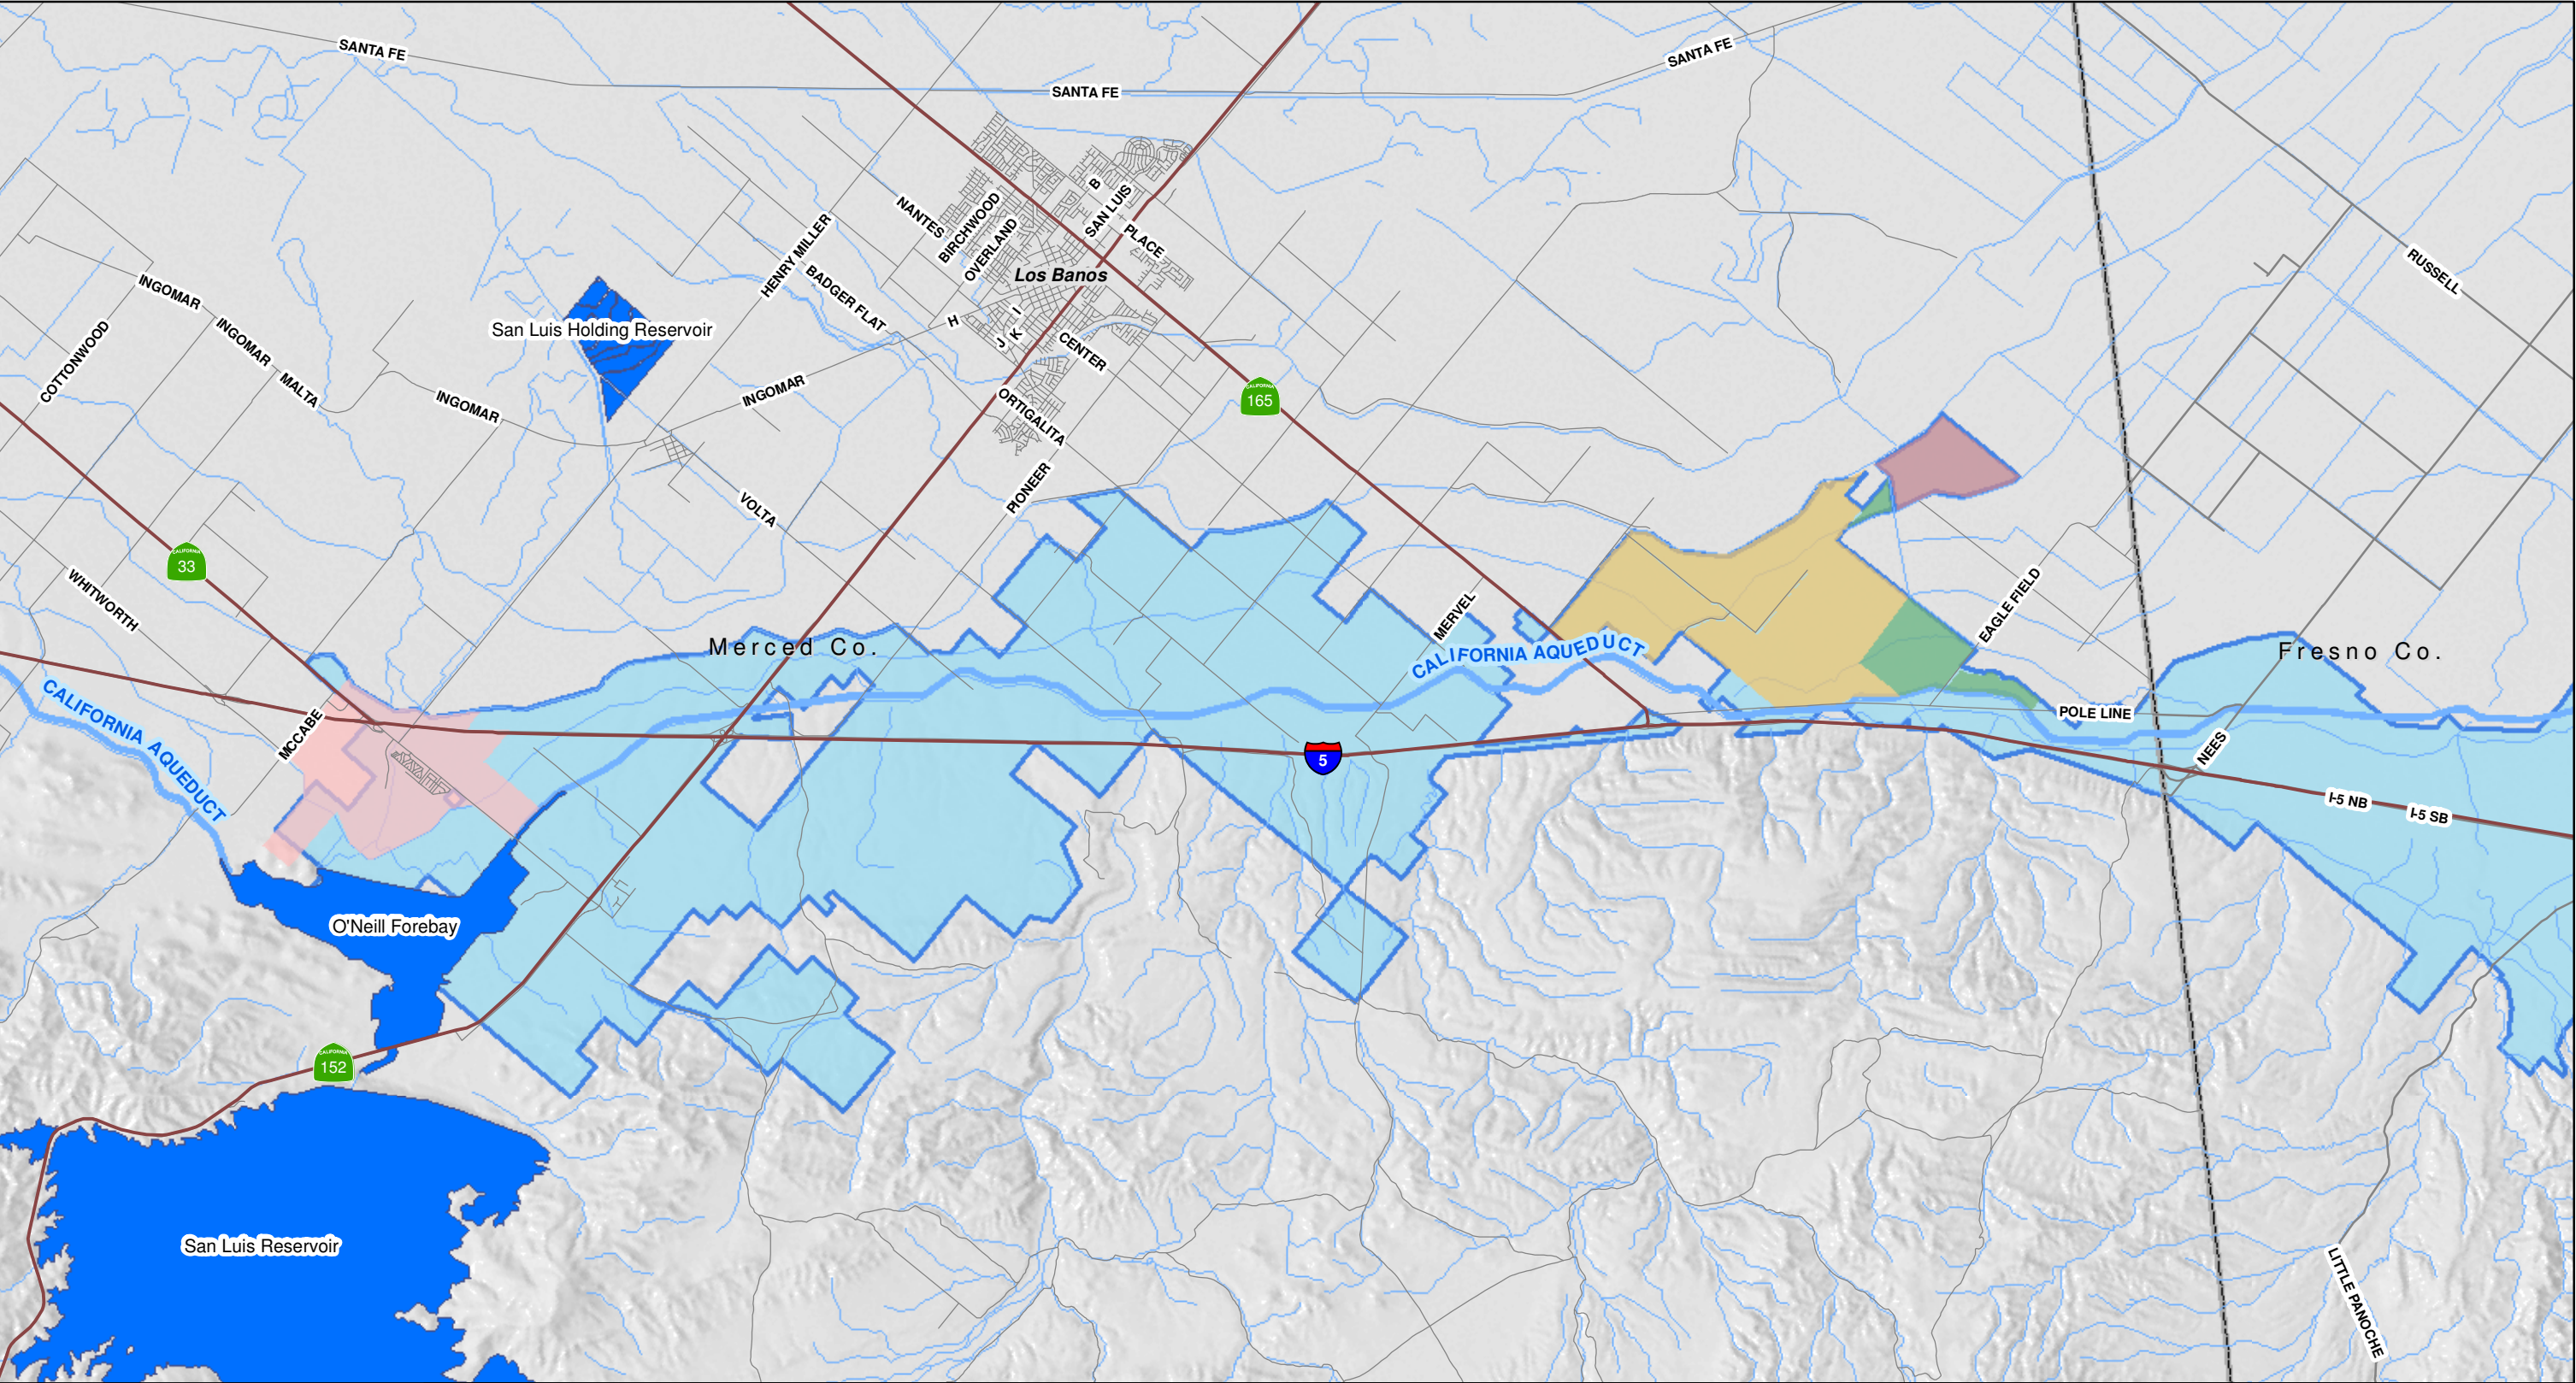 SANTA FE
SANTA FE
SANTA FE
B
SAN LUIS
NANTES
BIRCHWOOD
OVERLAND
PLACE
HENRY MILLER
Los Banos
BADGER FLAT
RUSSELL
INGOMAR
INGOMAR
MALTA
COTTONWOOD
San Luis Holding Reservoir
H
I
K
J
CENTER
INGOMAR
INGOMAR
ORTIGALITA
CALIFORNIA
165
PIONEER
VOLTA
CALIFORNIA
33
WHITWORTH
MERVEL
EAGLE FIELD
Merced Co.
CALIFORNIA AQUEDUCT
Fresno Co.
CALIFORNIA AQUEDUCT
MCCABE
POLE LINE
NEES
5
I-5 NB
I-5 SB
O'Neill Forebay
CALIFORNIA
152
San Luis Reservoir
LITTLE PANOCHE